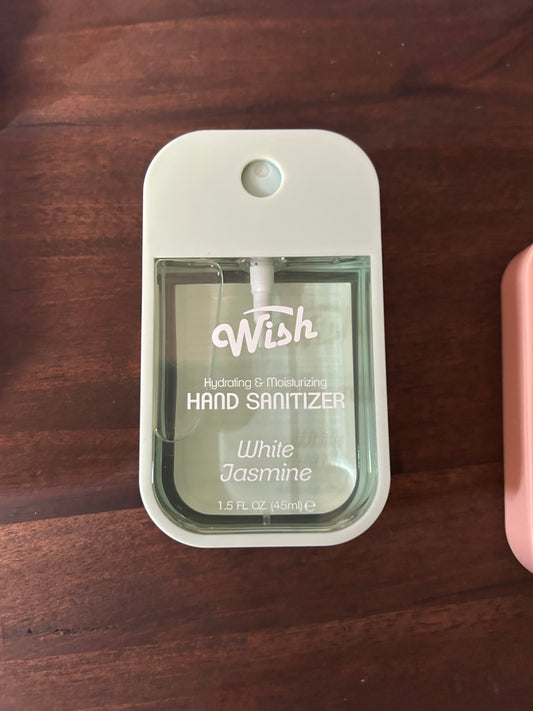 Wish
Hydrating & Moisturizing
HAND SANITIZER
White
Jasmine
1.5 FL OZ (45ml) ℮